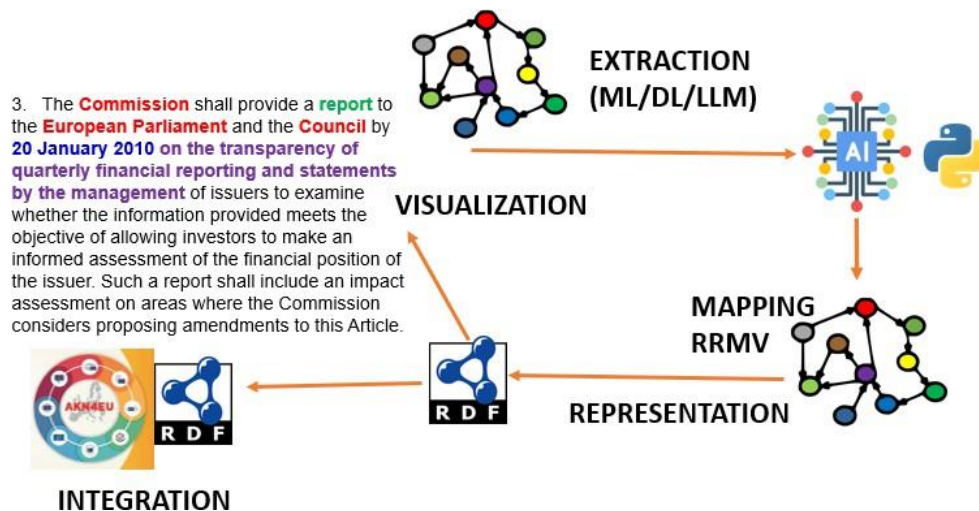 EXTRACTION
(ML/DL/LLM)
3. The Commission shall provide a report to
the European Parliament and the Council by
20 January 2010 on the transparency of
quarterly financial reporting and statements
by the management of issuers to examine
whether the information provided meets the
objective of allowing investors to make an
informed assessment of the financial position of
the issuer. Such a report shall include an impact
assessment on areas where the Commission
considers proposing amendments to this Article.
AI
VISUALIZATION
MAPPING
RRMV
REPRESENTATION
RDF
AKN4EU
RDF
INTEGRATION